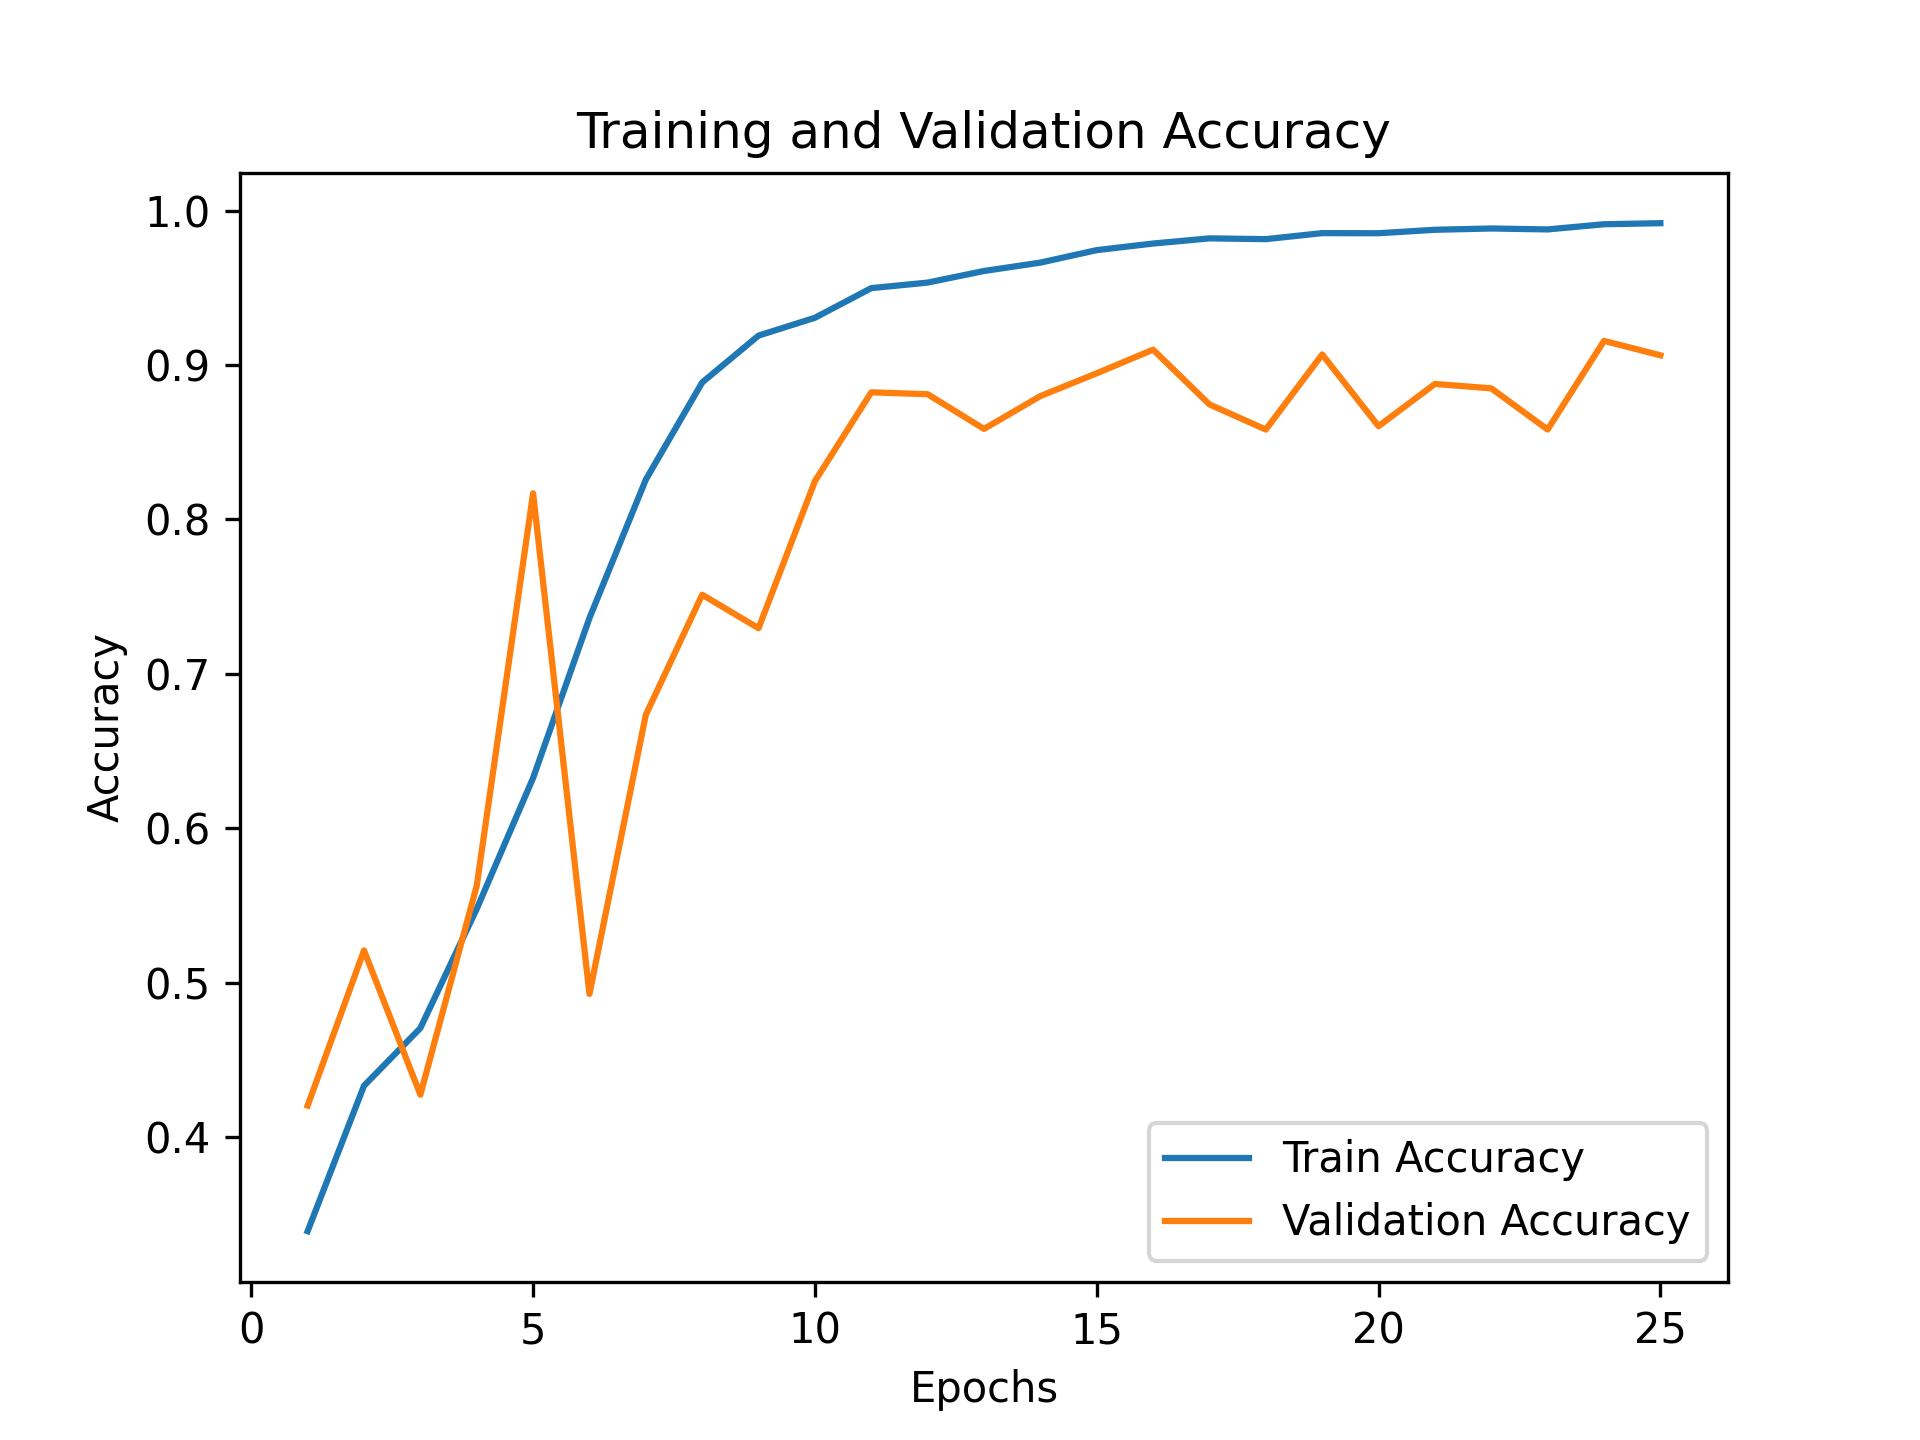 Training and Validation Accuracy
1.0
0.9
0.8
0.7
0.6
0.5
0.4
Accuracy
Train Accuracy
Validation Accuracy
0 5 10 15 20 25
Epochs